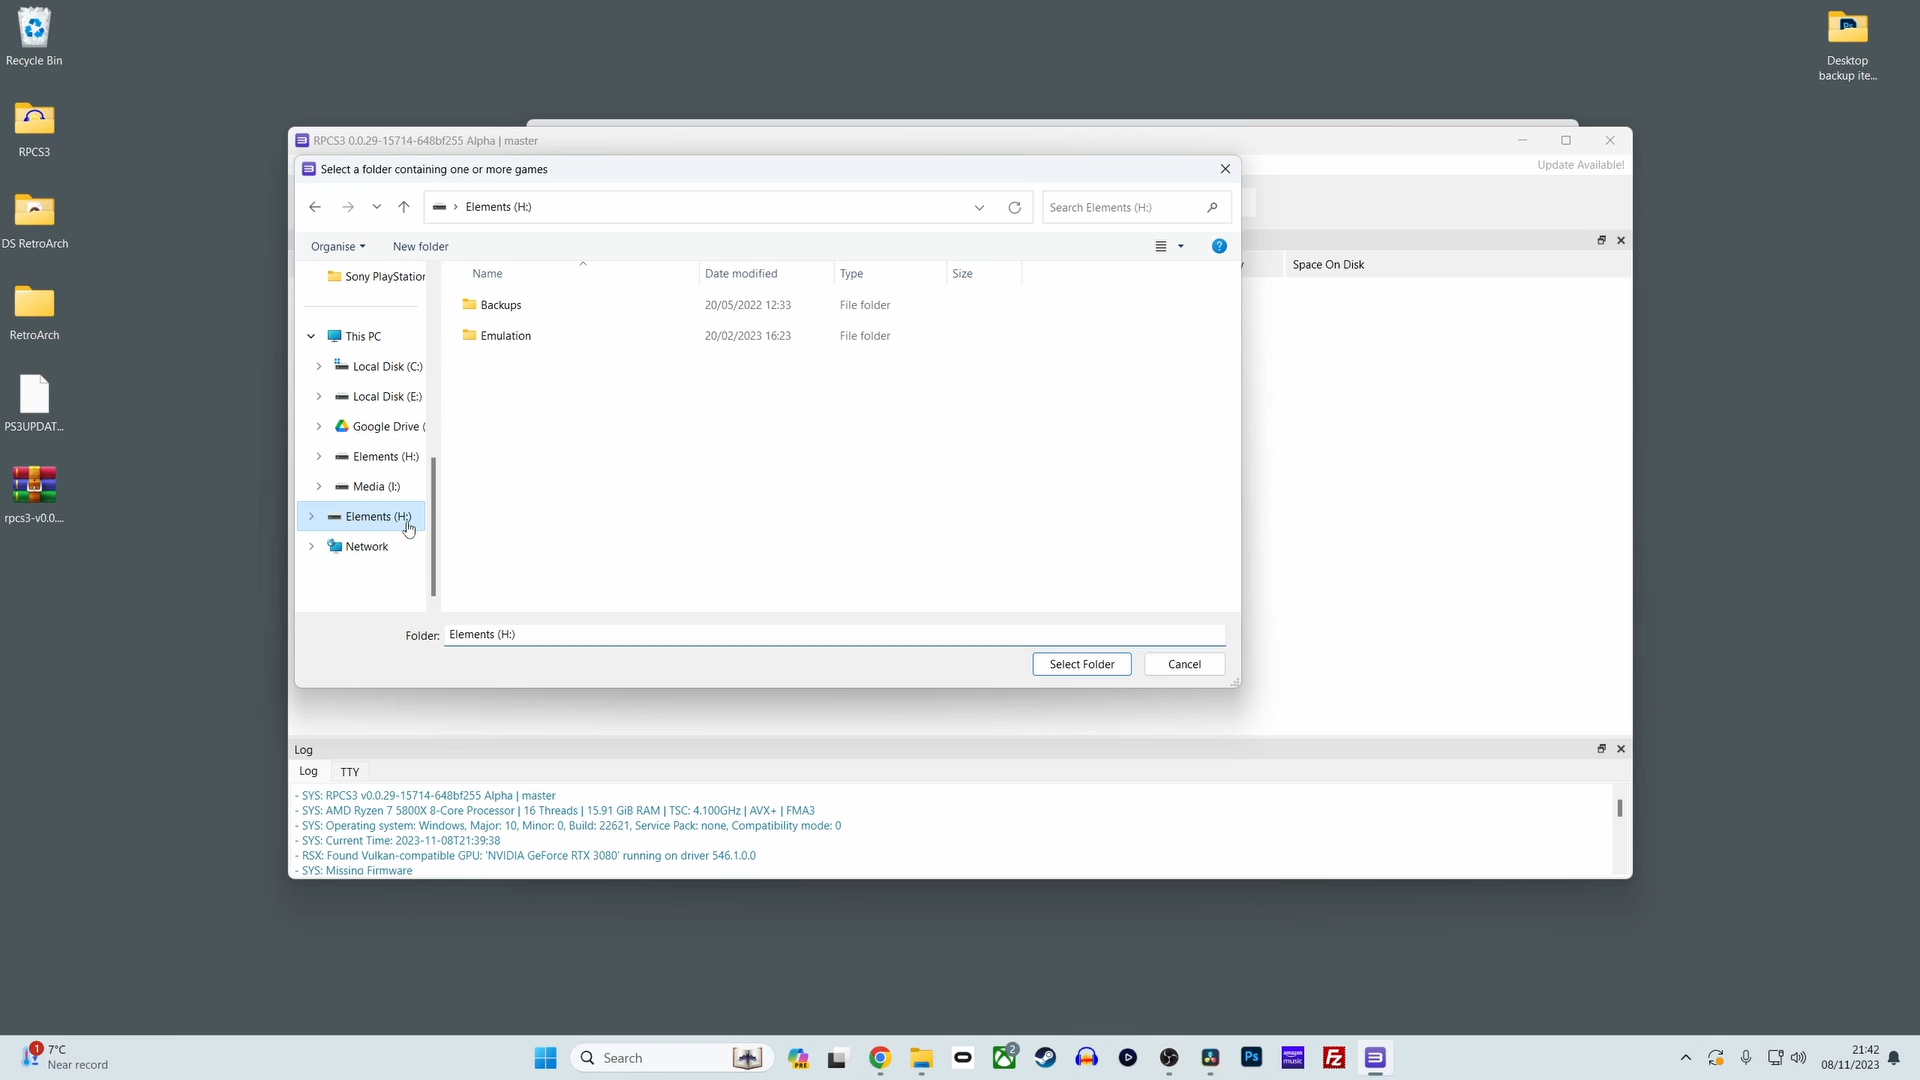 Recycle Bin
RPCS3
DS RetroArch
RetroArch
PS3UPDAT...
rpcs3-v0.0....
Ps
Desktop
backup ite...
RPCS3 0.0.29-15714-648bf255 Alpha | master
Update Available!
Select a folder containing one or more games
Elements (H:)
Search Elements (H:)
Organise
New folder
Space On Disk
Sony PlayStation
Name
Date modified
Type
Size
Backups
20/05/2022 12:33
File folder
Emulation
20/02/2023 16:23
File folder
This PC
Local Disk (C:)
Local Disk (E:)
Google Drive (
Elements (H:)
Media (I:)
Elements (H:)
Network
Folder:
Elements (H:)
Select Folder
Cancel
Log
Log
TTY
- SYS: RPCS3 v0.0.29-15714-648bf255 Alpha | master
- SYS: AMD Ryzen 7 5800X 8-Core Processor | 16 Threads | 15.91 GiB RAM | TSC: 4.100GHz | AVX+ | FMA3
- SYS: Operating system: Windows, Major: 10, Minor: 0, Build: 22621, Service Pack: none, Compatibility mode: 0
- SYS: Current Time: 2023-11-08T21:39:38
- RSX: Found Vulkan-compatible GPU: 'NVIDIA GeForce RTX 3080' running on driver 546.1.0.0
- SYS: Missing Firmware
1
7°C
Near record
Search
PRE
2
Ps
amazon music
Fz
21:42
08/11/2023